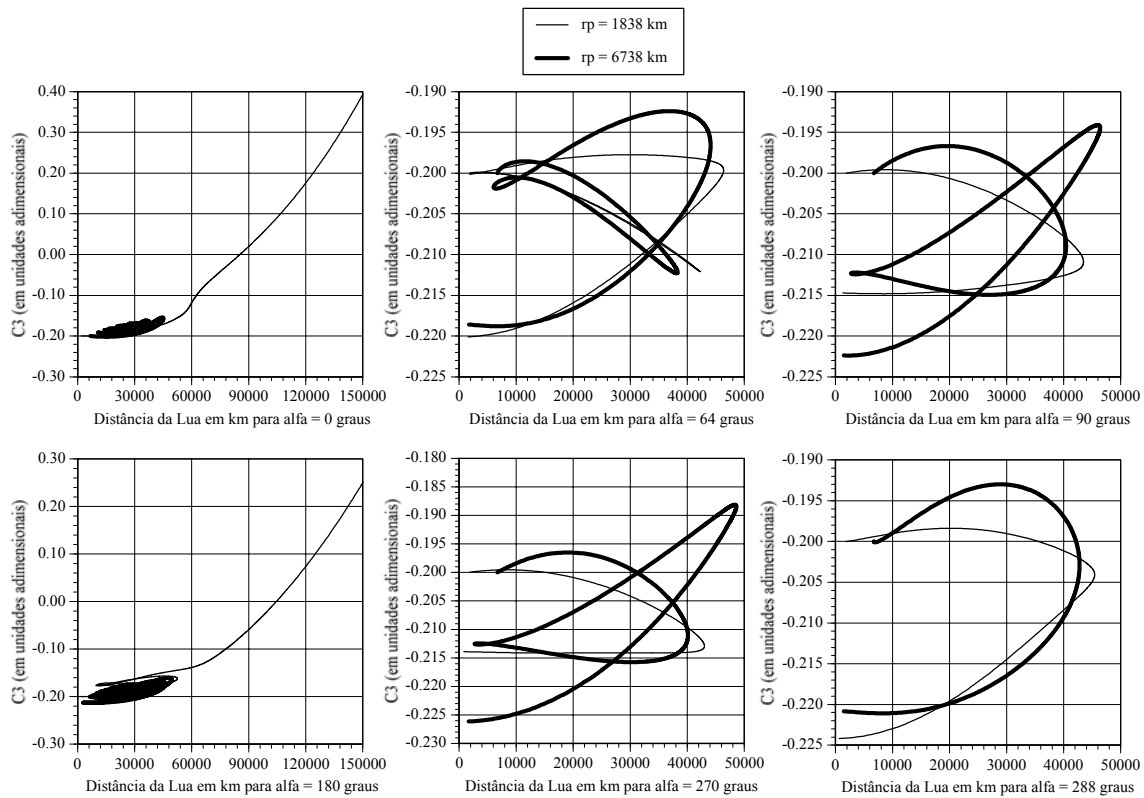 rp = 1838 km
rp = 6738 km
C3 (em unidades adimensionais)
0.40
0.30
0.20
0.10
0.00
-0.10
-0.20
-0.30
0 30000 60000 90000 120000 150000
Distância da Lua em km para alfa = 0 graus
C3 (em unidades adimensionais)
-0.190
-0.195
-0.200
-0.205
-0.210
-0.215
-0.220
-0.225
0 10000 20000 30000 40000 50000
Distância da Lua em km para alfa = 64 graus
C3 (em unidades adimensionais)
-0.190
-0.195
-0.200
-0.205
-0.210
-0.215
-0.220
-0.225
0 10000 20000 30000 40000 50000
Distância da Lua em km para alfa = 90 graus
C3 (em unidades adimensionais)
0.30
0.20
0.10
0.00
-0.10
-0.20
-0.30
0 30000 60000 90000 120000 150000
Distância da Lua em km para alfa = 180 graus
C3 (em unidades adimensionais)
-0.180
-0.185
-0.190
-0.195
-0.200
-0.205
-0.210
-0.215
-0.220
-0.225
-0.230
0 10000 20000 30000 40000 50000
Distância da Lua em km para alfa = 270 graus
C3 (em unidades adimensionais)
-0.190
-0.195
-0.200
-0.205
-0.210
-0.215
-0.220
-0.225
0 10000 20000 30000 40000 50000
Distância da Lua em km para alfa = 288 graus